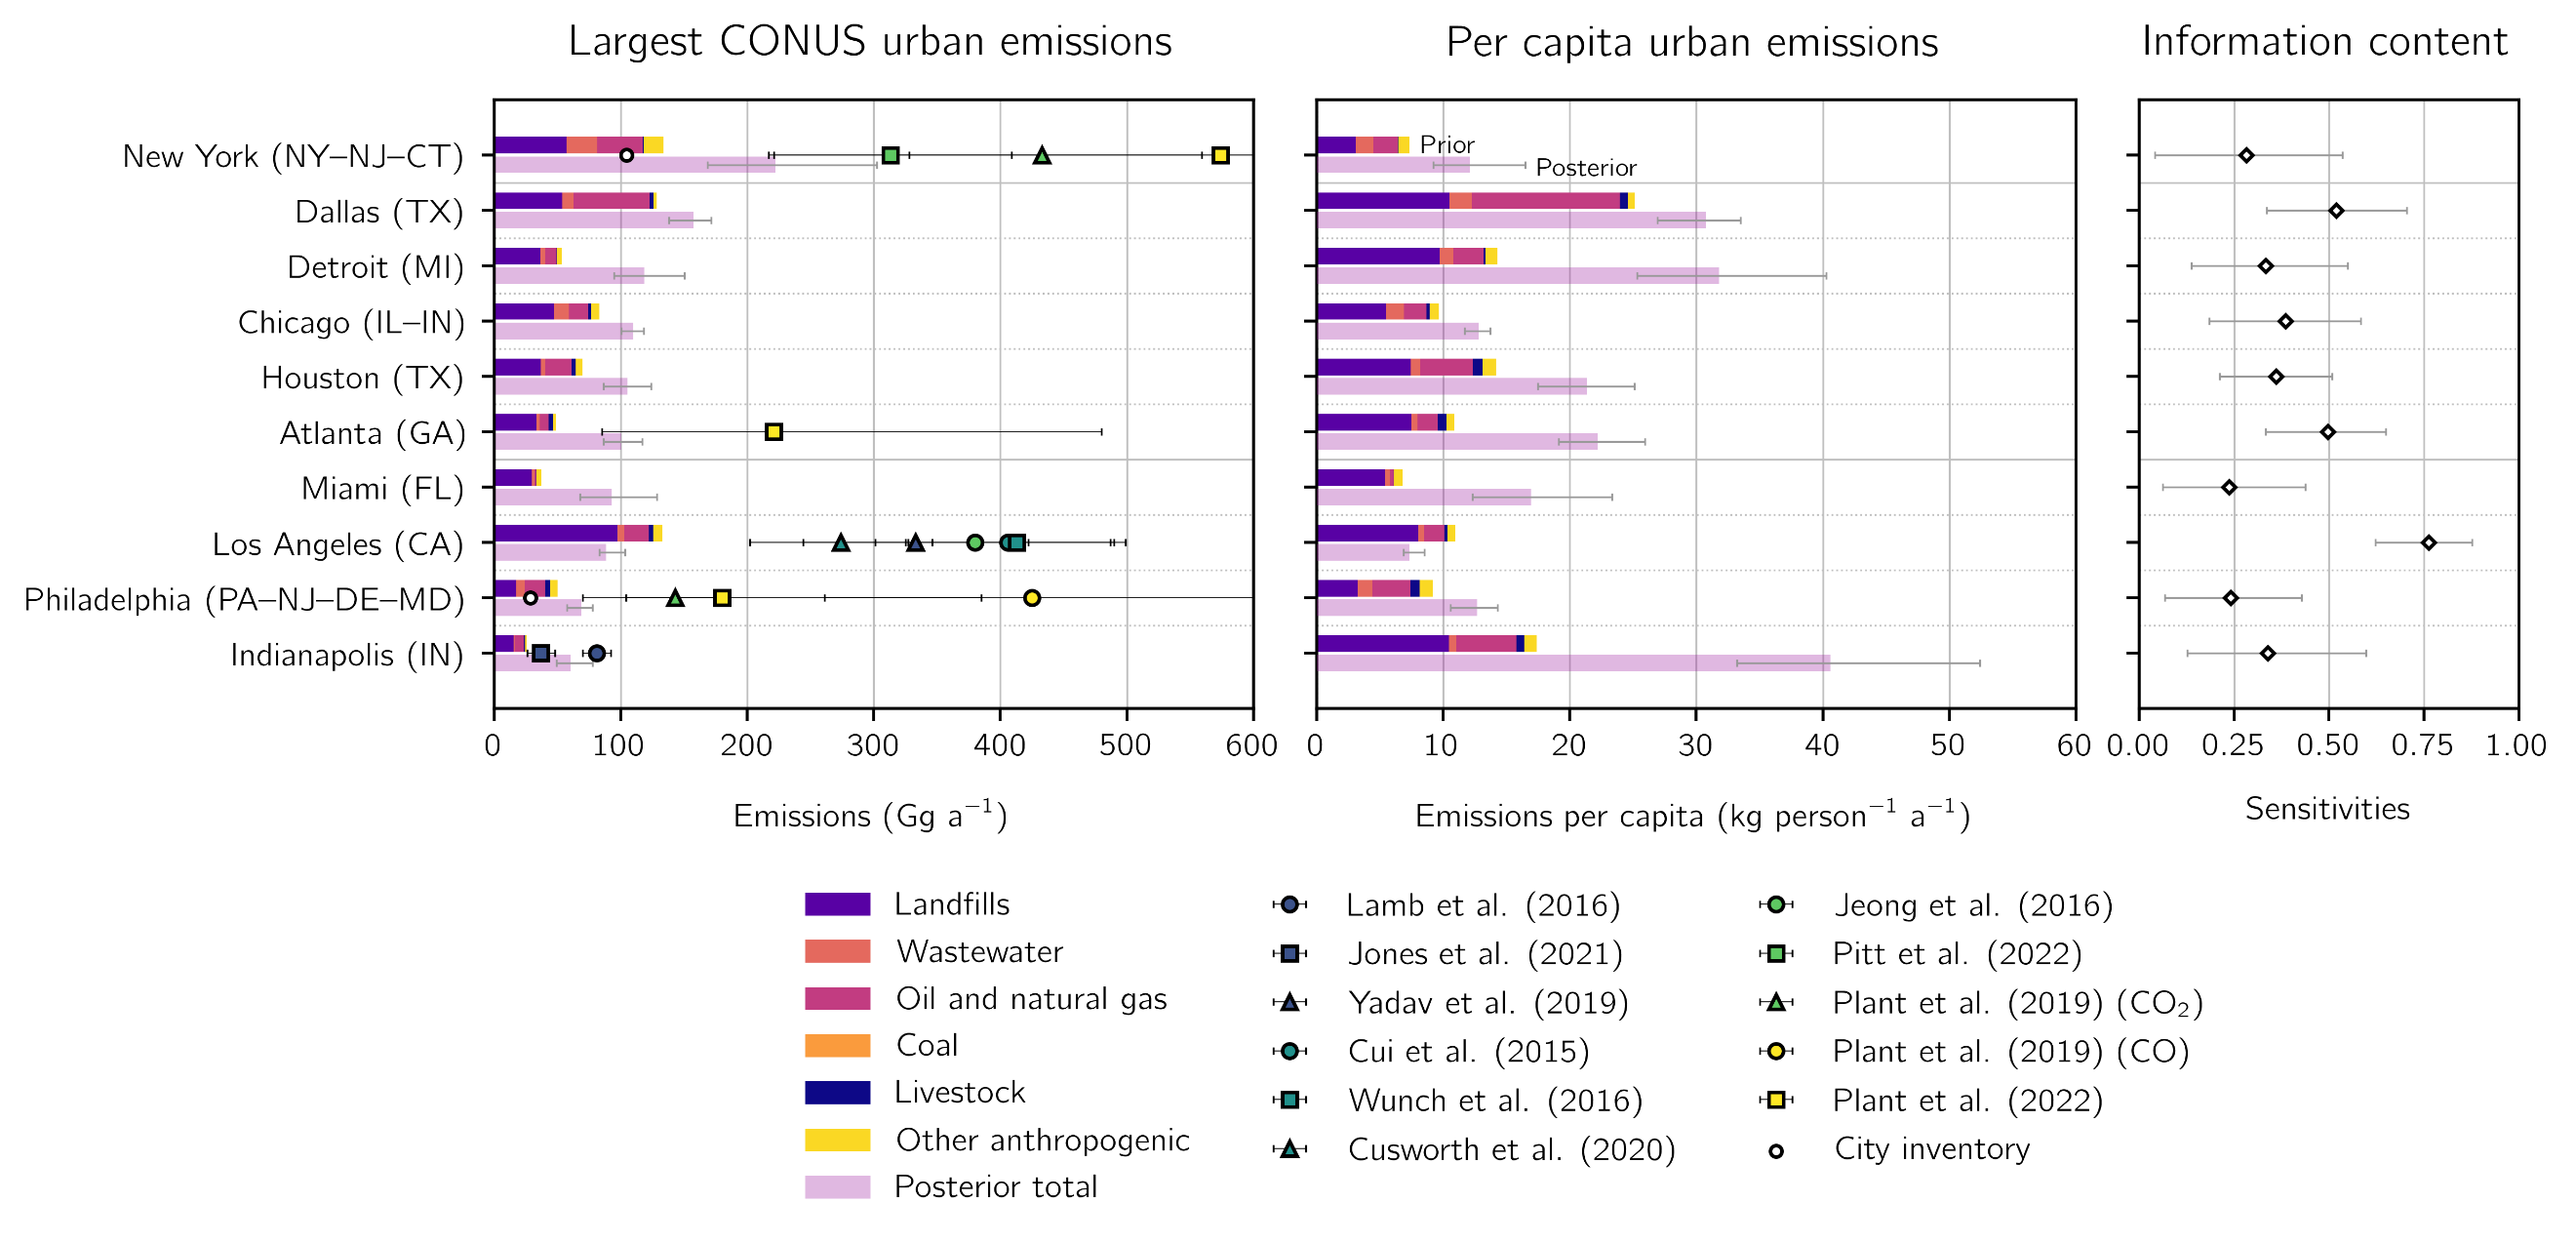 Largest CONUS urban emissions
Per capita urban emissions
Information content
New York (NY–NJ–CT)
Dallas (TX)
Detroit (MI)
Chicago (IL–IN)
Houston (TX)
Atlanta (GA)
Miami (FL)
Los Angeles (CA)
Philadelphia (PA–NJ–DE–MD)
Indianapolis (IN)
Prior
Posterior
0 100 200 300 400 500 600
0 10 20 30 40 50 60
0.00 0.25 0.50 0.75 1.00
Emissions (Gg a⁻¹)
Emissions per capita (kg person⁻¹ a⁻¹)
Sensitivities
Landfills
Wastewater
Oil and natural gas
Coal
Livestock
Other anthropogenic
Posterior total
Lamb et al. (2016)
Jones et al. (2021)
Yadav et al. (2019)
Cui et al. (2015)
Wunch et al. (2016)
Cusworth et al. (2020)
Jeong et al. (2016)
Pitt et al. (2022)
Plant et al. (2019) (CO₂)
Plant et al. (2019) (CO)
Plant et al. (2022)
City inventory